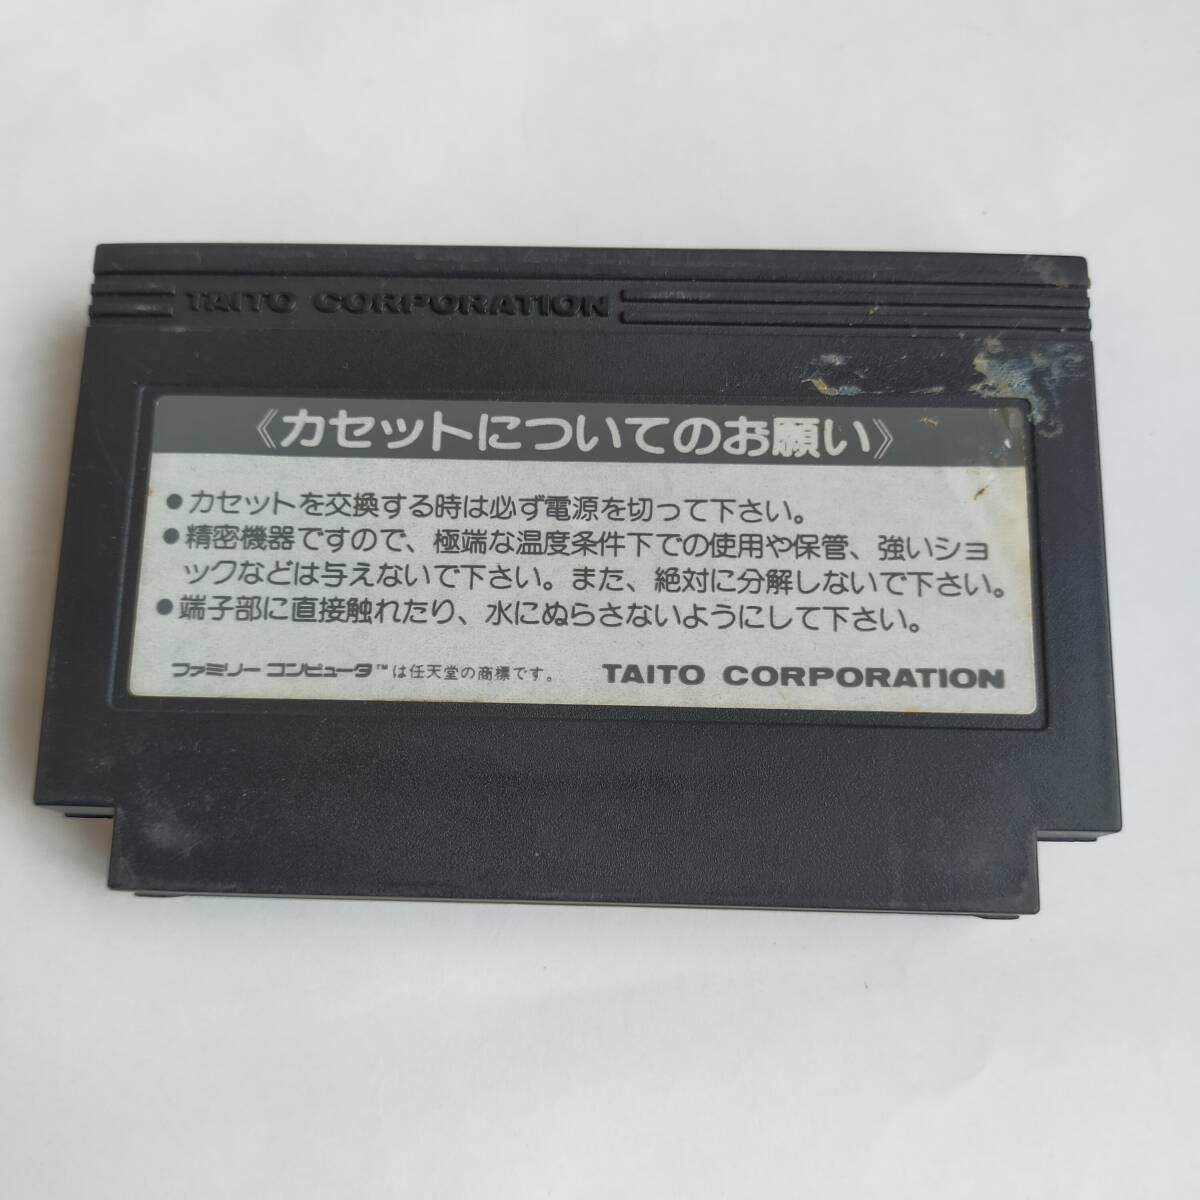 TAITO CORPORATION
《カセットについてのお願い》
●カセットを交換する時は必ず電源を切って下さい。
●精密機器ですので、極端な温度条件下での使用や保管、強いショ
ックなどは与えないで下さい。また、絶対に分解しないで下さい。
●端子部に直接触れたり、水にぬらさないようにして下さい。
ファミリーコンピュータ™は任天堂の商標です。 TAITO CORPORATION